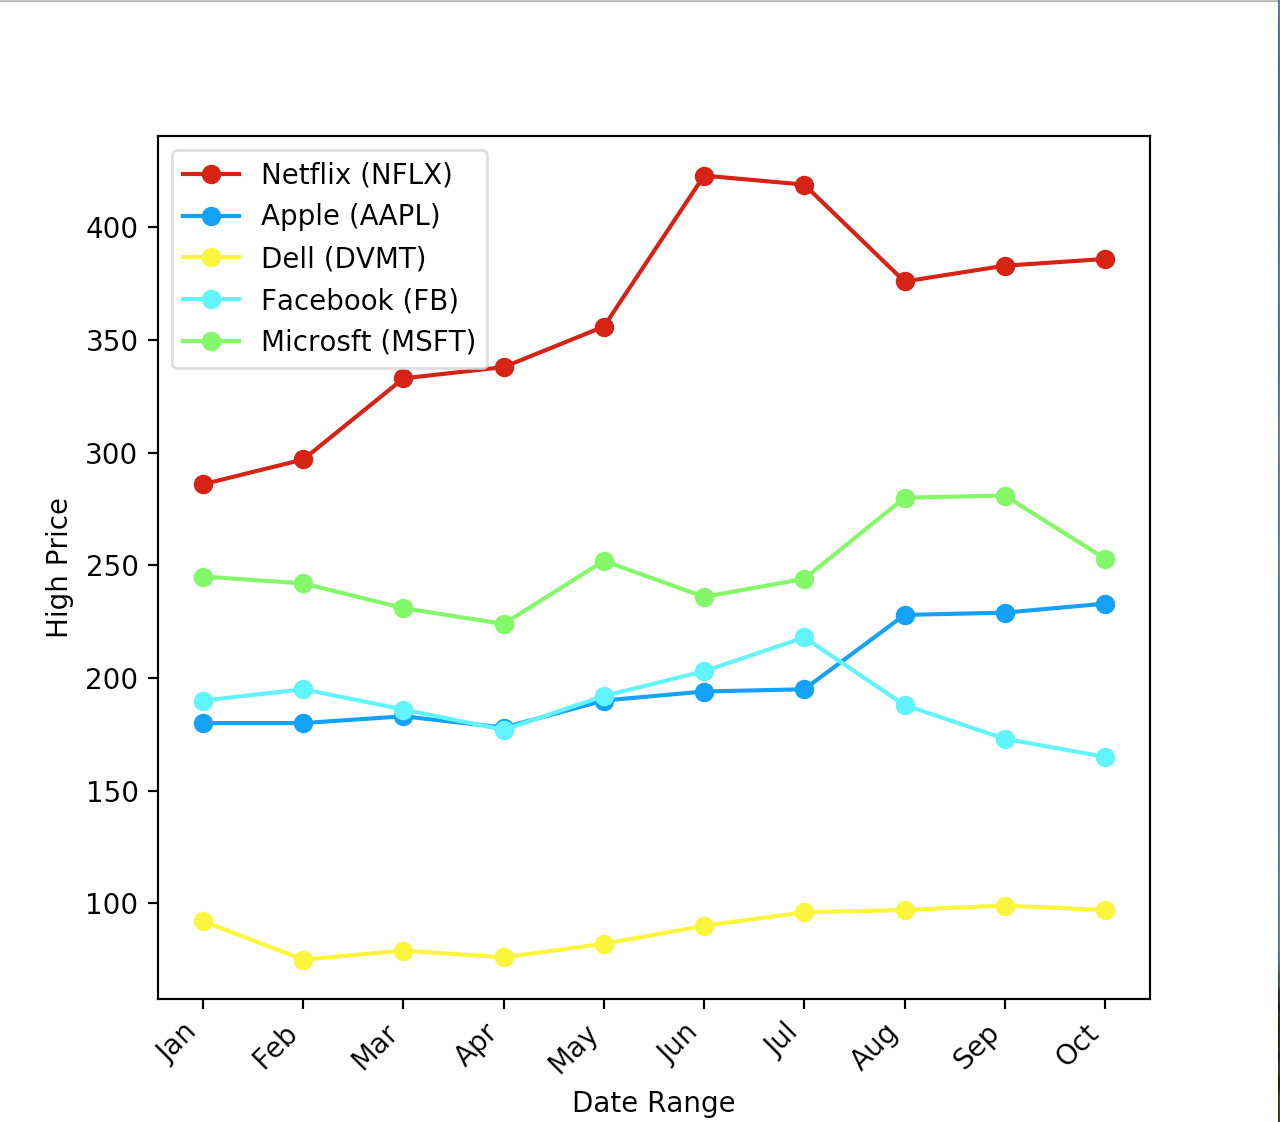 Netflix (NFLX)
Apple (AAPL)
Dell (DVMT)
Facebook (FB)
Microsft (MSFT)
400
350
300
250
200
150
100
High Price
Jan
Feb
Mar
Apr
May
Jun
Jul
Aug
Sep
Oct
Date Range